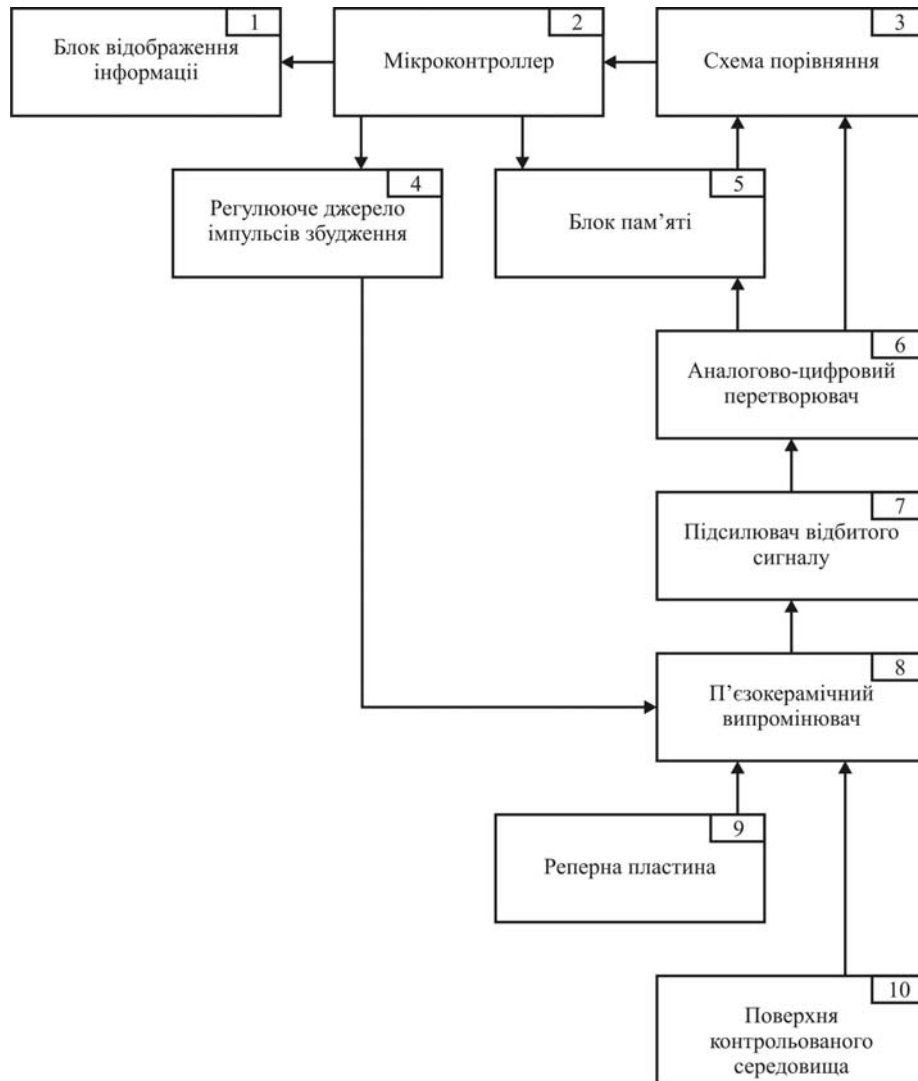 1
Блок відображення
інформаціі
2
Мікроконтроллер
3
Схема порівняння
4
Регулююче джерело
імпульсів збудження
5
Блок пам’яті
6
Аналогово-цифровий
перетворювач
7
Підсилювач відбитого
сигналу
8
П’єзокерамічний
випромінювач
9
Реперна пластина
10
Поверхня
контрольованого
середовища